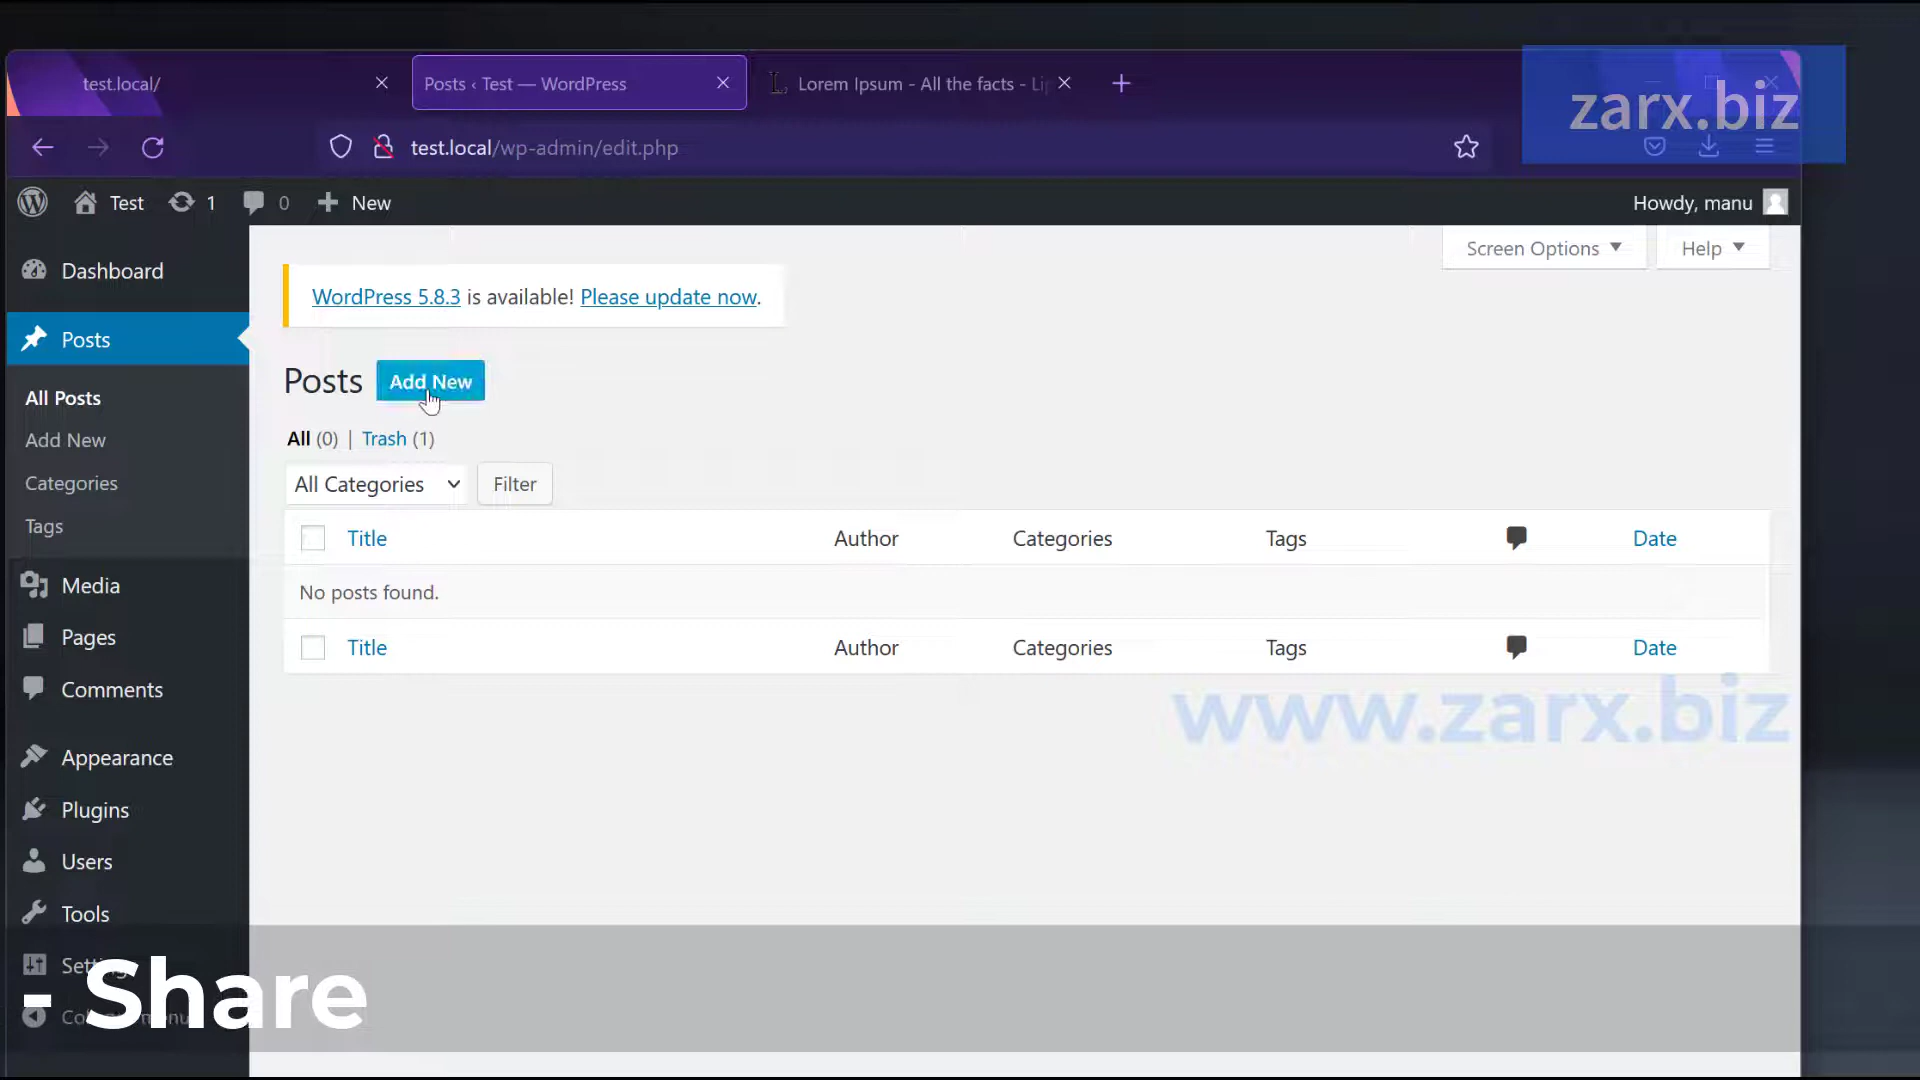 test.local/
Posts ‹ Test — WordPress
Lorem Ipsum - All the facts - Li
zarx.biz
test.local/wp-admin/edit.php
Test
1
0
New
Howdy, manu
Screen Options
Help
Dashboard
WordPress 5.8.3 is available! Please update now.
Posts
Posts
Add New
All Posts
All (0) | Trash (1)
Add New
Categories
All Categories
Filter
Tags
Title
Author
Categories
Tags
Date
No posts found.
Title
Author
Categories
Tags
Date
Media
Pages
Comments
www.zarx.biz
Appearance
Plugins
Users
Tools
- Share